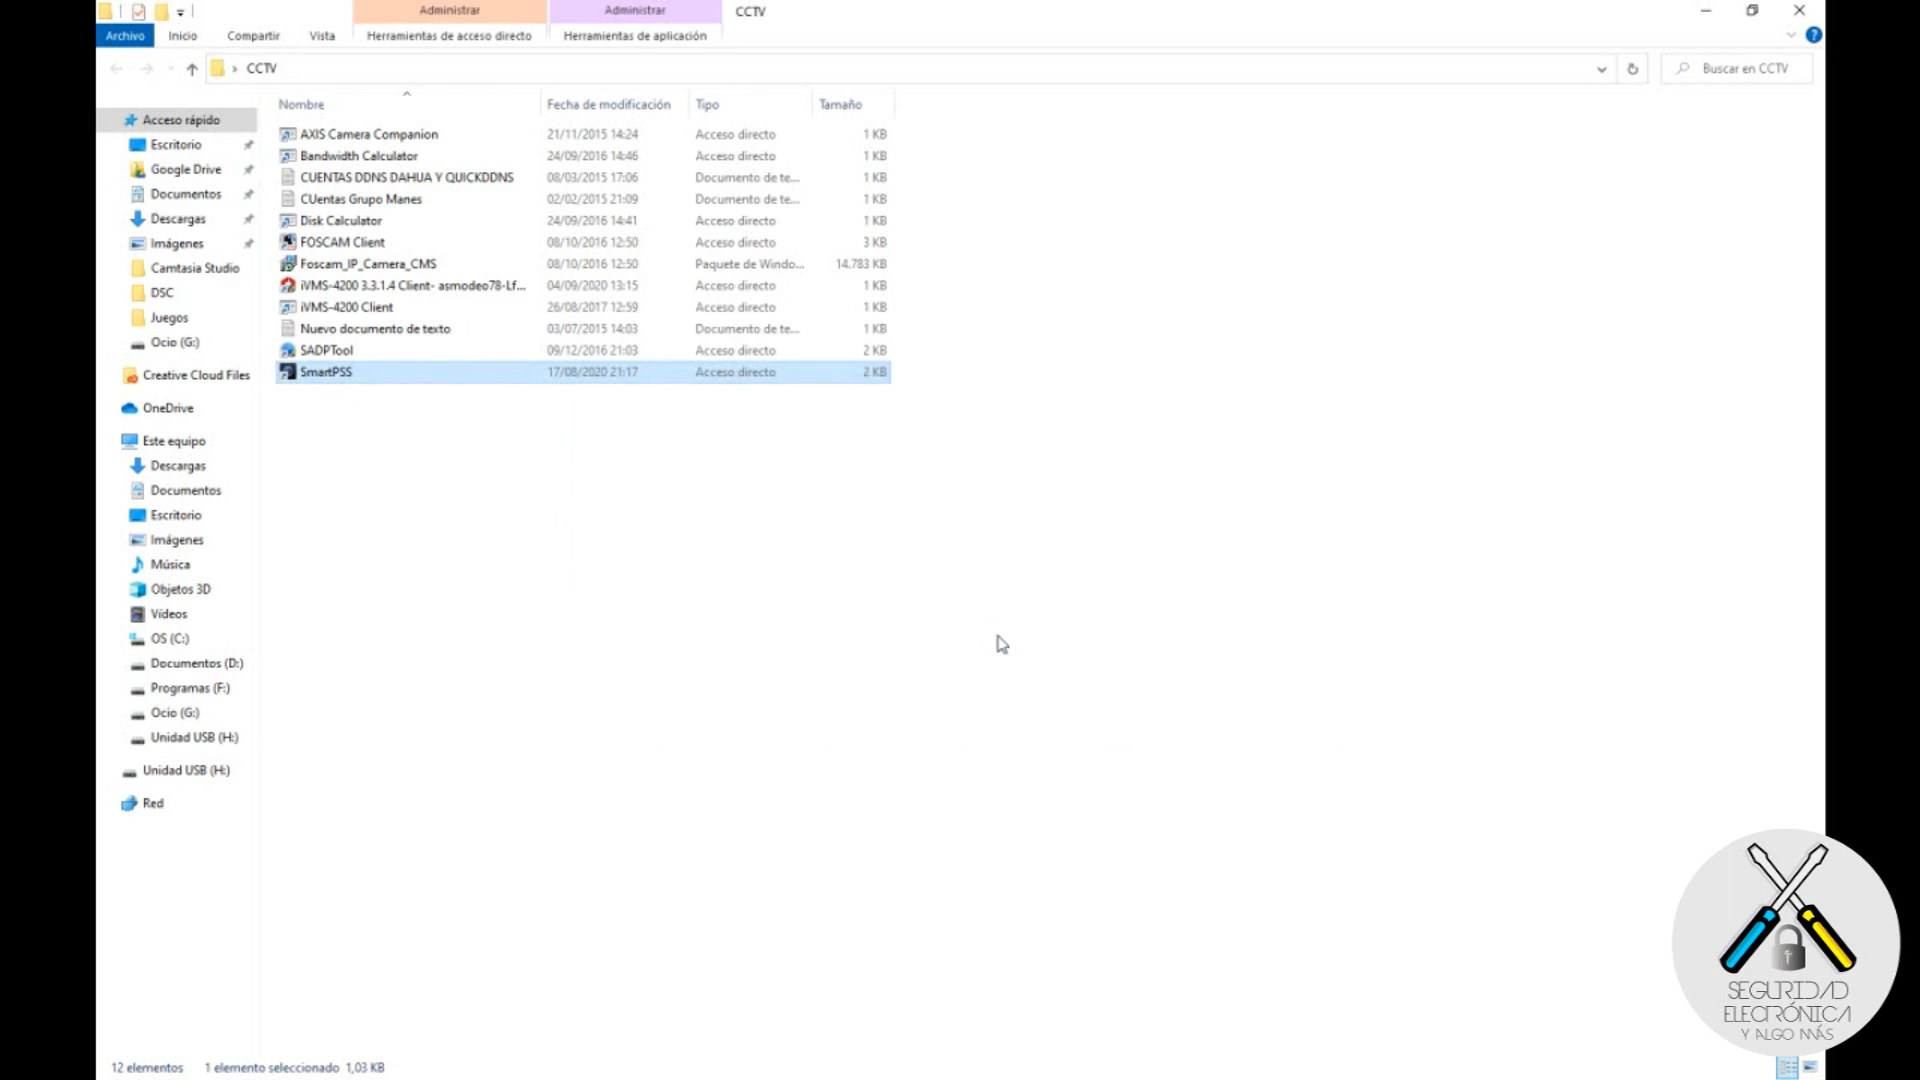 Administrar
Administrar
CCTV
Archivo
Inicio
Compartir
Vista
Herramientas de acceso directo
Herramientas de aplicación
CCTV
Buscar en CCTV
Nombre
Fecha de modificación
Tipo
Tamaño
AXIS Camera Companion 21/11/2015 14:24 Acceso directo 1 KB
Bandwidth Calculator 24/09/2016 14:46 Acceso directo 1 KB
CUENTAS DDNS DAHUA Y QUICKDDNS 08/03/2015 17:06 Documento de te... 1 KB
CUentas Grupo Manes 02/02/2015 21:09 Documento de te... 1 KB
Disk Calculator 24/09/2016 14:41 Acceso directo 1 KB
FOSCAM Client 08/10/2016 12:50 Acceso directo 3 KB
Foscam_IP_Camera_CMS 08/10/2016 12:50 Paquete de Windo... 14.783 KB
iVMS-4200 3.3.1.4 Client- asmodeo78-Lf... 04/09/2020 13:15 Acceso directo 1 KB
iVMS-4200 Client 26/08/2017 12:59 Acceso directo 1 KB
Nuevo documento de texto 03/07/2015 14:03 Documento de te... 1 KB
SADPTool 09/12/2016 21:03 Acceso directo 2 KB
SmartPSS 17/08/2020 21:17 Acceso directo 2 KB
Acceso rápido
Escritorio
Google Drive
Documentos
Descargas
Imágenes
Camtasia Studio
DSC
Juegos
Ocio (G:)
Creative Cloud Files
OneDrive
Este equipo
Descargas
Documentos
Escritorio
Imágenes
Música
Objetos 3D
Vídeos
OS (C:)
Documentos (D:)
Programas (F:)
Ocio (G:)
Unidad USB (H:)
Unidad USB (H:)
Red
12 elementos
1 elemento seleccionado 1,03 KB
SEGURIDAD
ELECTRÓNICA
Y ALGO MÁS